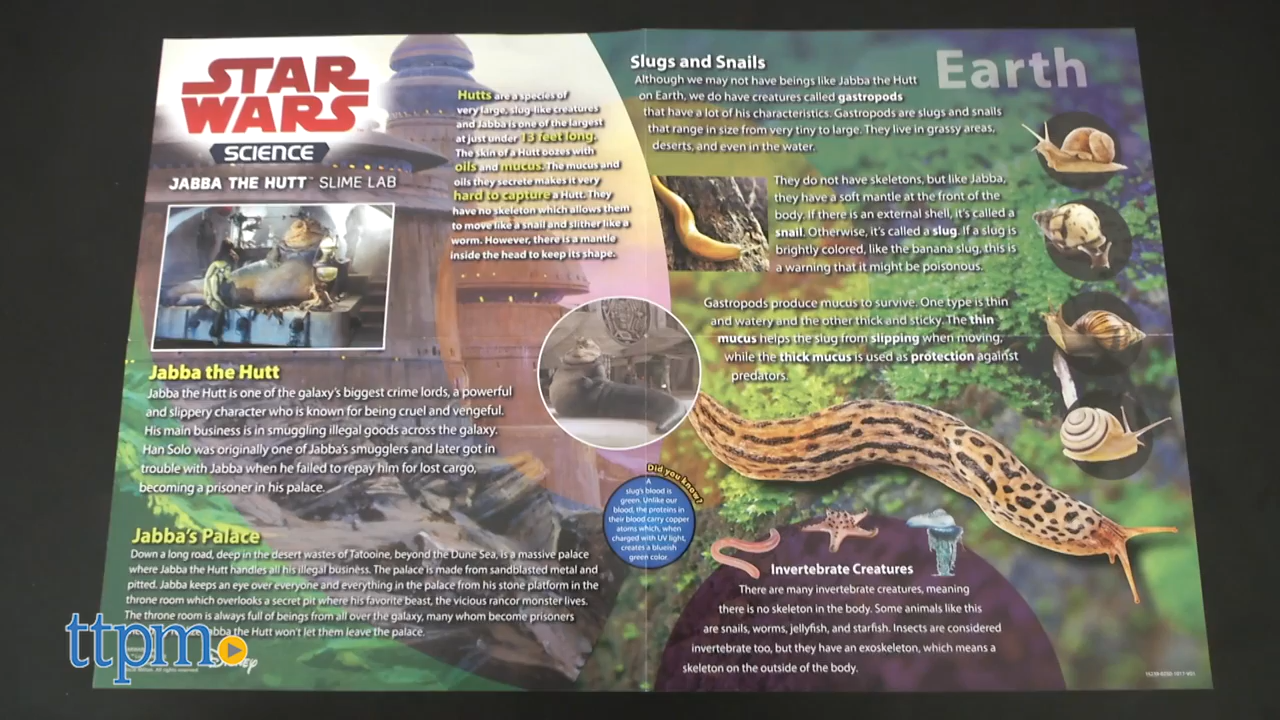 STAR
WARS
SCIENCE
JABBA THE HUTT™ SLIME LAB
Hutts are a species of
very large, slug-like creatures
and Jabba is one of the largest
at just under 13 feet long.
The skin of a Hutt oozes with
oils and mucus. The mucus and
oils they secrete makes it very
hard to capture a Hutt. They
have no skeleton which allows them
to move like a snail and slither like a
worm. However, there is a mantle
inside the head to keep its shape.
Jabba the Hutt
Jabba the Hutt is one of the galaxy's biggest crime lords, a powerful
and slippery character who is known for being cruel and vengeful.
His main business is in smuggling illegal goods across the galaxy.
Han Solo was originally one of Jabba's smugglers and later got in
trouble with Jabba when he failed to repay him for lost cargo,
becoming a prisoner in his palace.
Jabba's Palace
Down a long road, deep in the desert wastes of Tatooine, beyond the Dune Sea, is a massive palace
where Jabba the Hutt handles all his illegal business. The palace is made from sandblasted metal and
pitted. Jabba keeps an eye over everyone and everything in the palace from his stone platform in the
throne room which overlooks a secret pit where his favorite beast, the vicious rancor monster lives.
The throne room is always full of beings from all over the galaxy, many whom become prisoners
abba the Hutt won't let them leave the palace.
ttpm
Disney
Earth
Slugs and Snails
Although we may not have beings like Jabba the Hutt
on Earth, we do have creatures called gastropods
that have a lot of his characteristics. Gastropods are slugs and snails
that range in size from very tiny to large. They live in grassy areas,
deserts, and even in the water.
They do not have skeletons, but like Jabba,
they have a soft mantle at the front of the
body. If there is an external shell, it's called a
snail. Otherwise, it's called a slug. If a slug is
brightly colored, like the banana slug, this is
a warning that it might be poisonous.
Gastropods produce mucus to survive. One type is thin
and watery and the other thick and sticky. The thin
mucus helps the slug from slipping when moving,
while the thick mucus is used as protection against
predators.
Did you know?
A
slug's blood is
green. Unlike our
blood, the proteins in
their blood carry copper
atoms which, when
charged with UV light,
creates a blueish
green color.
Invertebrate Creatures
There are many invertebrate creatures, meaning
there is no skeleton in the body. Some animals like this
are snails, worms, jellyfish, and starfish. Insects are considered
invertebrate too, but they have an exoskeleton, which means a
skeleton on the outside of the body.